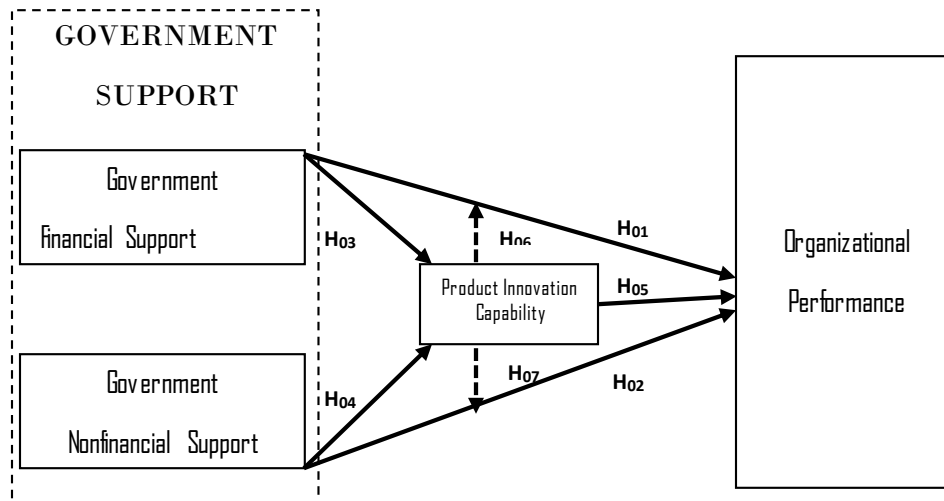 GOVERNMENT
SUPPORT
Government
Financial Support
H03
H06
H01
Product Innovation
Capability
H05
Organizational
Performance
Government
Nonfinancial Support
H04
H07
H02